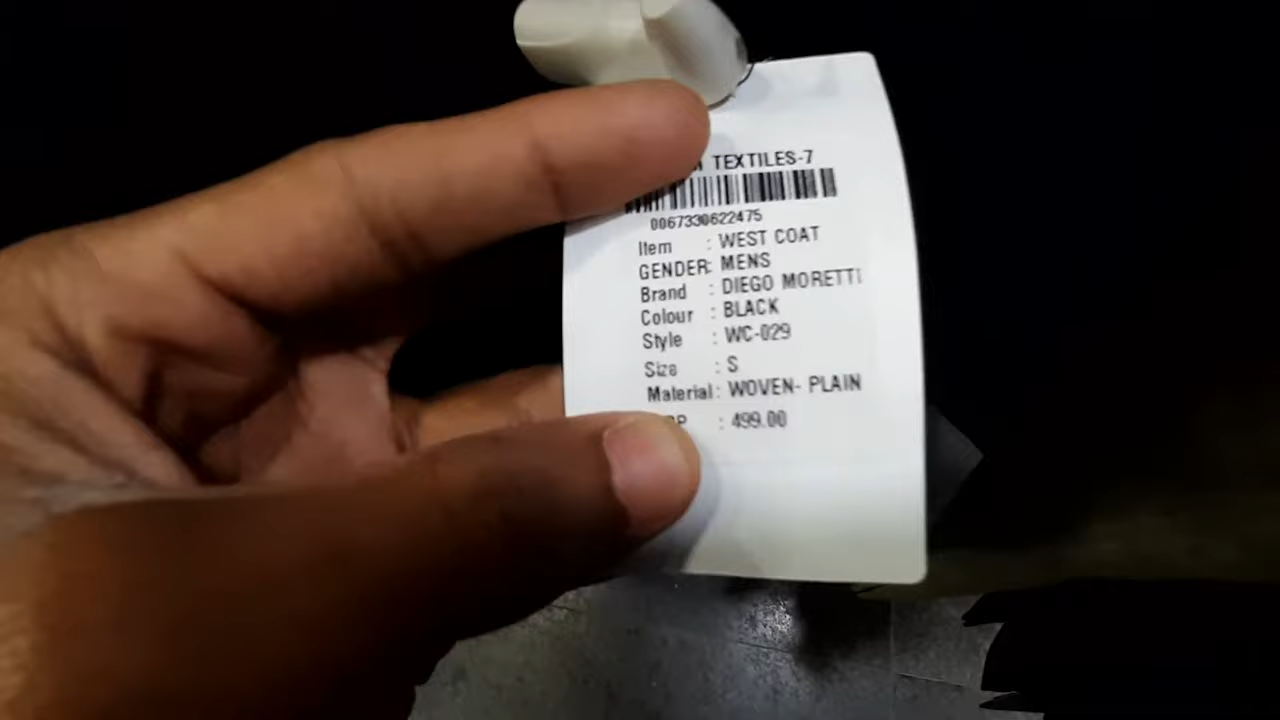 TEXTILES-7
0067330622475
Item : WEST COAT
GENDER: MENS
Brand : DIEGO MORETTI
Colour : BLACK
Style : WC-029
Size : S
Material : WOVEN- PLAIN
: 499.00